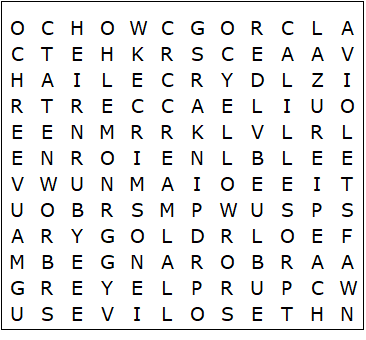 O C H O W C G O R C L A
C T E H K R S C E A A V
H A I L E C R Y D L Z I
R T R E C C A E L I U O
E E N M R R K L V L R L
E N R O I E N L B L E E
V W U N M A I O E E I T
U O B R S M P W U S P S
A R Y G O L D R L O E F
M B E G N A R O B R A A
G R E Y E L P R U P C W
U S E V I L O S E T H N